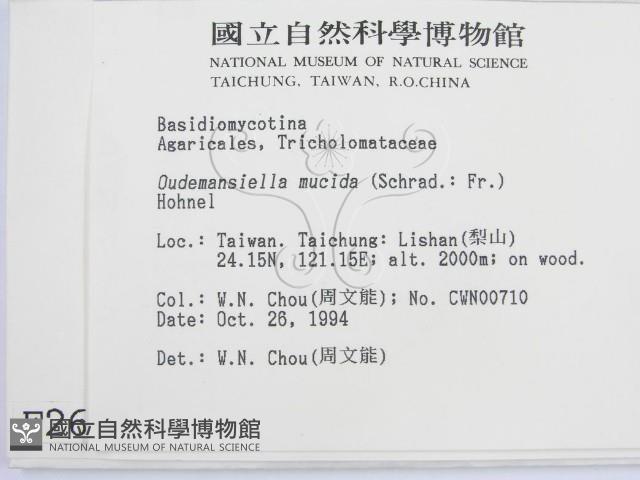 國立自然科學博物館
NATIONAL MUSEUM OF NATURAL SCIENCE
TAICHUNG, TAIWAN, R.O.CHINA
Basidiomycotina
Agaricales, Tricholomataceae
Oudemansiella mucida (Schrad.: Fr.)
Hohnel
Loc.: Taiwan. Taichung: Lishan(梨山)
24.15N, 121.15E; alt. 2000m; on wood.
Col.: W.N. Chou(周文能); No. CWN00710
Date: Oct. 26, 1994
Det.: W.N. Chou(周文能)
F26
國立自然科學博物館
NATIONAL MUSEUM OF NATURAL SCIENCE